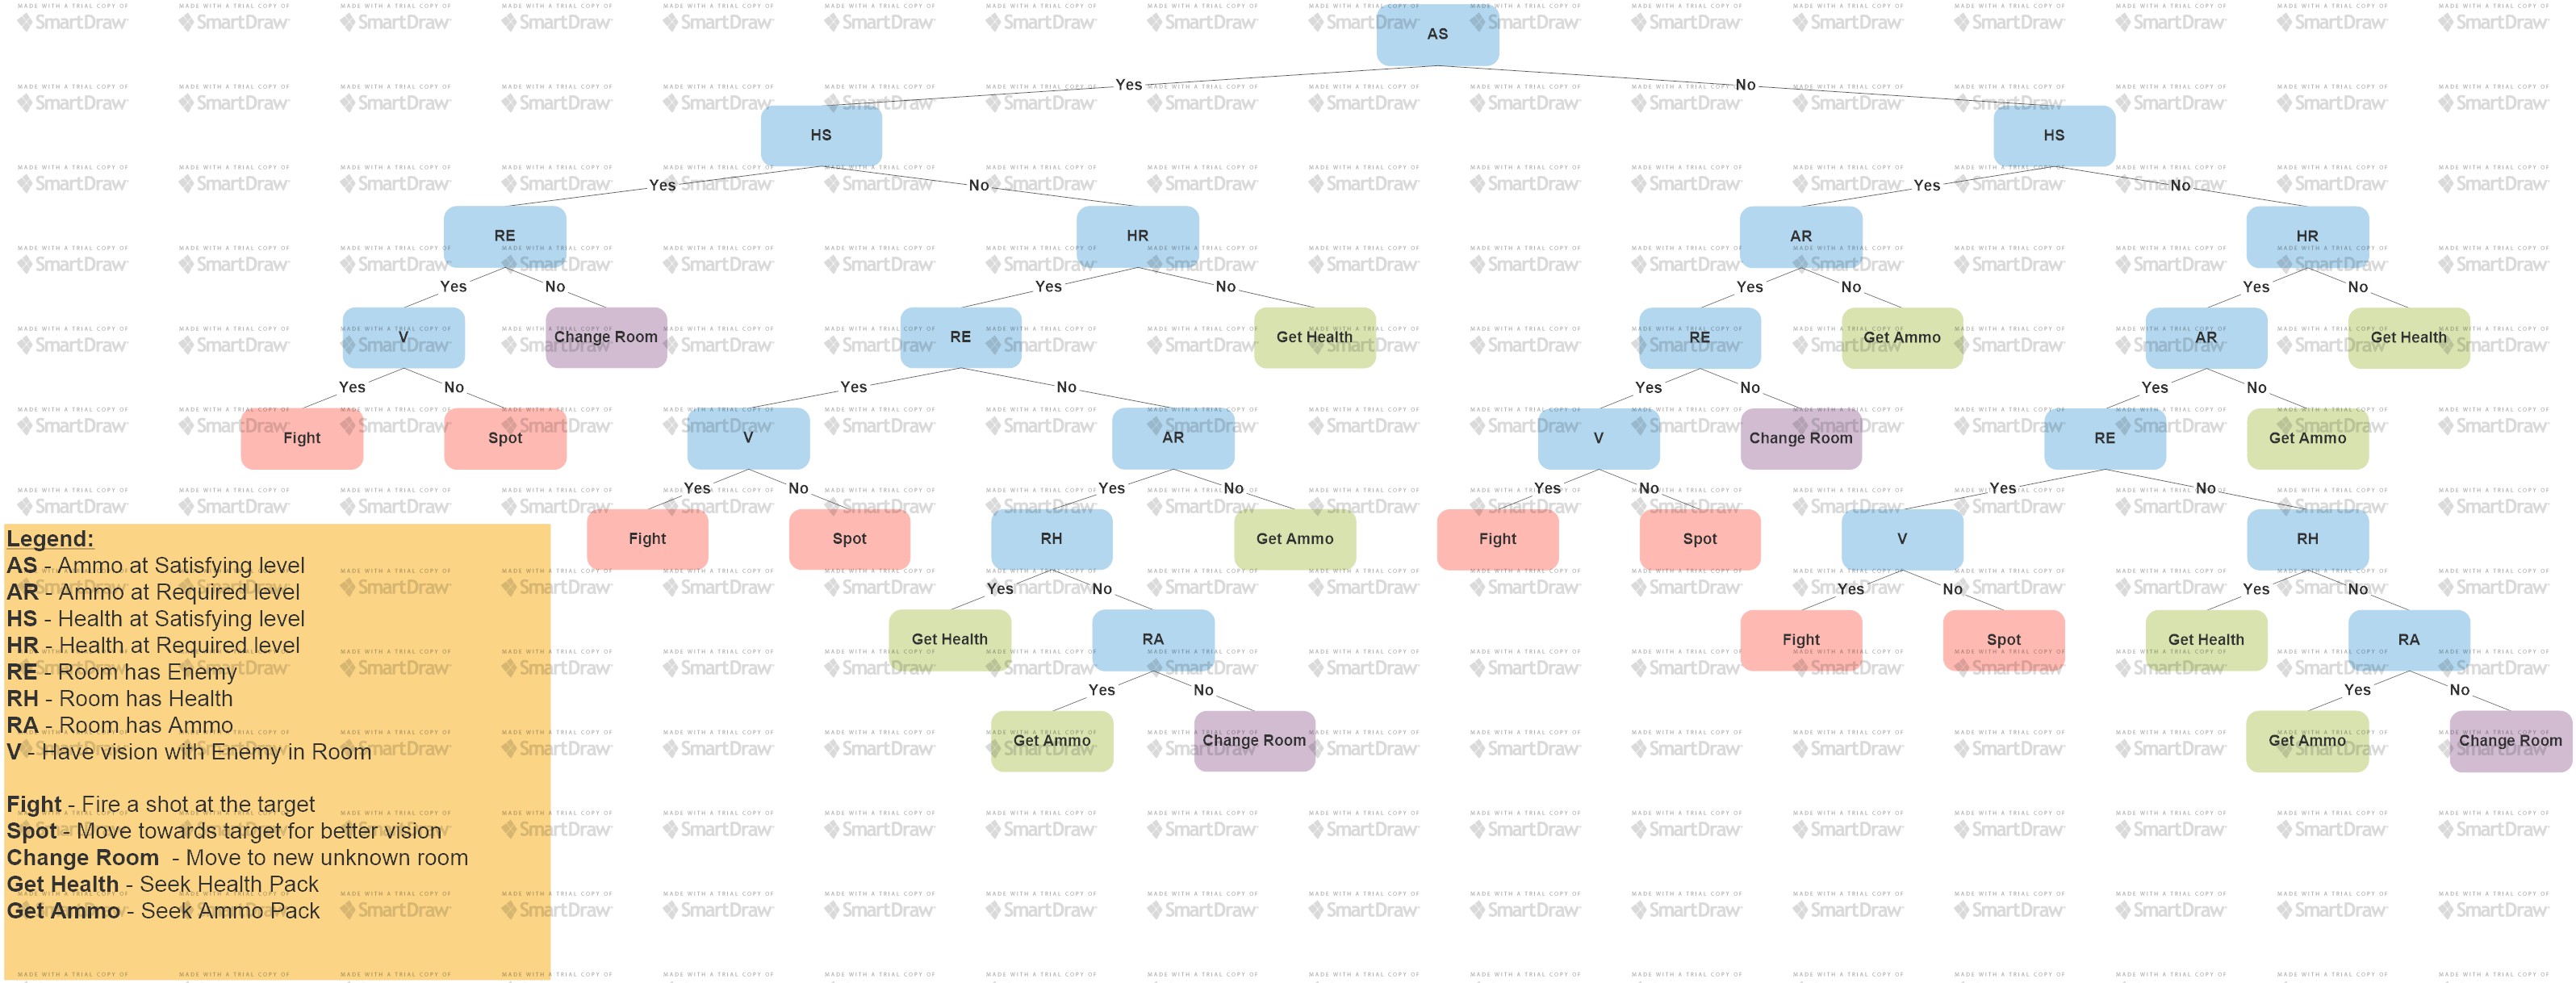 AS
Yes No
HS HS
Yes No Yes No
RE HR AR HR
Yes No Yes No Yes No Yes No
V Change Room RE Get Health RE Get Ammo AR Get Health
Yes No Yes No Yes No Yes No
Fight Spot V AR V Change Room RE Get Ammo
Yes No Yes No Yes No Yes No
Fight Spot RH Get Ammo Fight Spot V RH
Yes No Yes No Yes No
Get Health RA Fight Spot Get Health RA
Yes No Yes No
Get Ammo Change Room Get Ammo Change Room
Legend:
AS - Ammo at Satisfying level
AR - Ammo at Required level
HS - Health at Satisfying level
HR - Health at Required level
RE - Room has Enemy
RH - Room has Health
RA - Room has Ammo
V - Have vision with Enemy in Room
Fight - Fire a shot at the target
Spot - Move towards target for better vision
Change Room - Move to new unknown room
Get Health - Seek Health Pack
Get Ammo - Seek Ammo Pack
MADE WITH A TRIAL COPY OF
SmartDraw